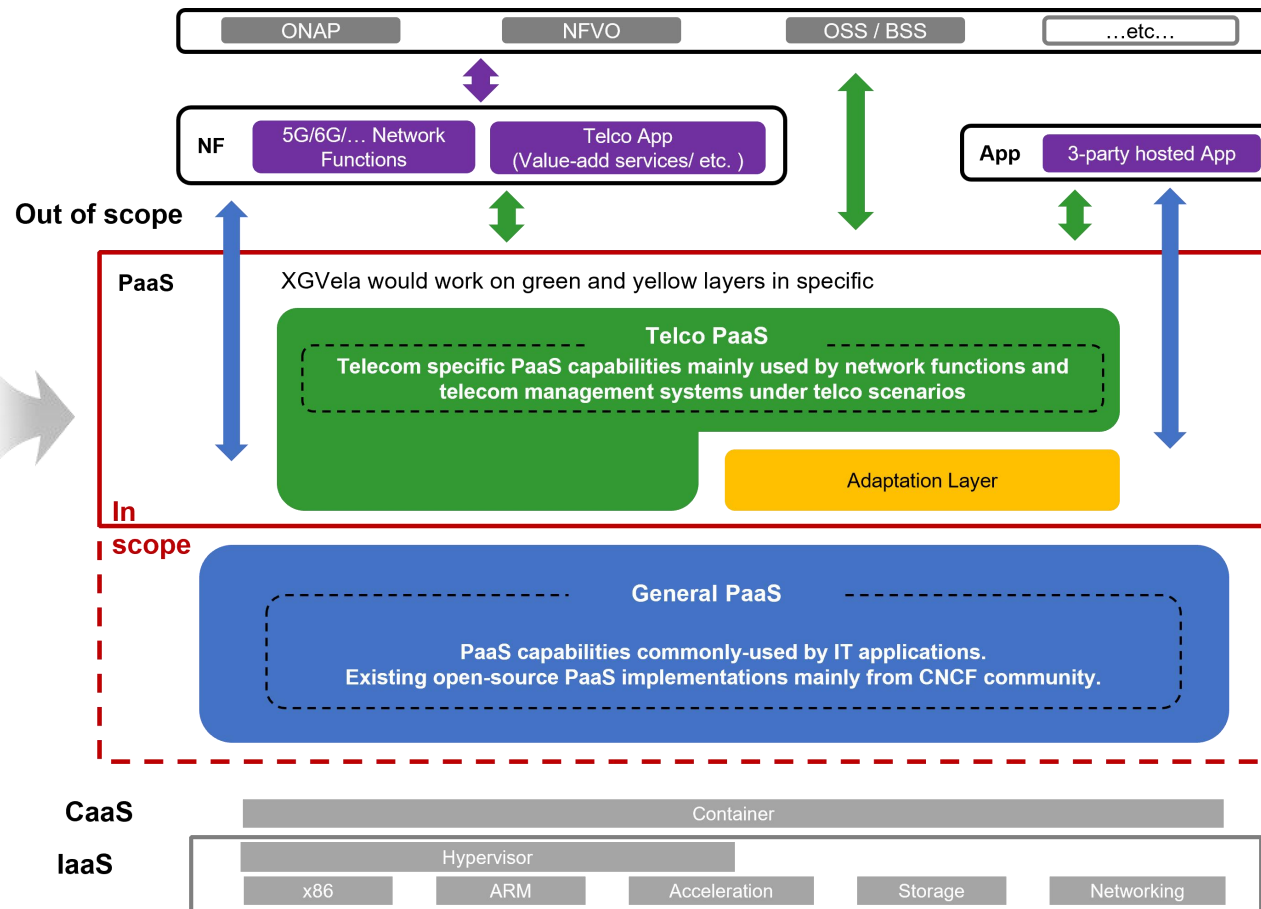 ONAP
NFVO
OSS / BSS
...etc...
NF
5G/6G/... Network
Functions
Telco App
(Value-add services/ etc. )
App
3-party hosted App
Out of scope
PaaS
XGVela would work on green and yellow layers in specific
Telco PaaS
Telecom specific PaaS capabilities mainly used by network functions and
telecom management systems under telco scenarios
Adaptation Layer
In
scope
General PaaS
PaaS capabilities commonly-used by IT applications.
Existing open-source PaaS implementations mainly from CNCF community.
CaaS
Container
IaaS
Hypervisor
x86
ARM
Acceleration
Storage
Networking